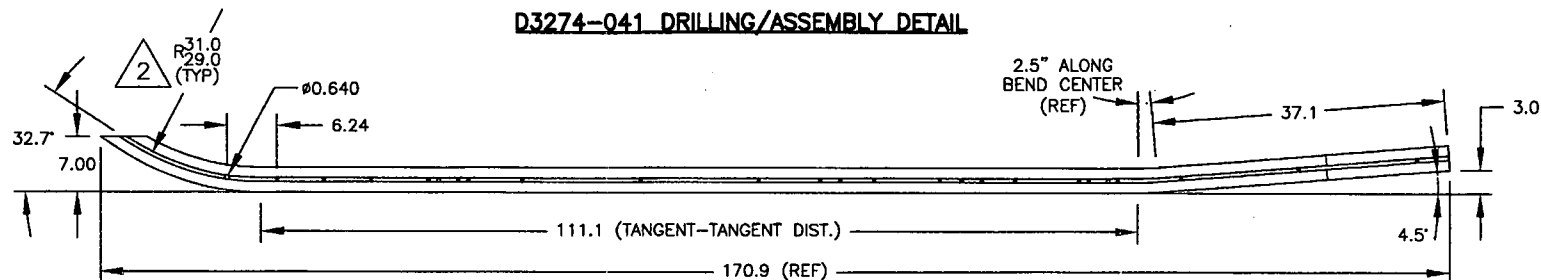 D3274-041 DRILLING/ASSEMBLY DETAIL
2
R31.0
29.0
(TYP)
Ø0.640
6.24
2.5" ALONG
BEND CENTER
(REF)
37.1
3.0
32.7°
7.00
111.1 (TANGENT-TANGENT DIST.)
4.5°
170.9 (REF)